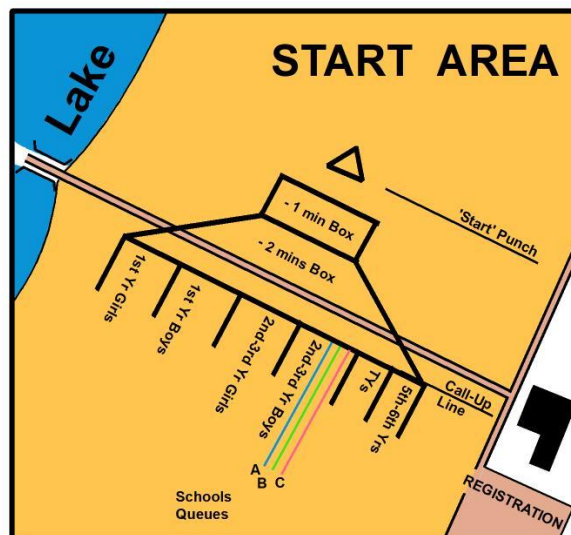 START AREA
Lake
- 1 min Box
- 2 mins Box
'Start' Punch
1st Yr Girls
1st Yr Boys
2nd-3rd Yr Girls
2nd-3rd Yr Boys
TYs
5th-6th Yrs
Call-Up
Line
A
B C
Schools
Queues
REGISTRATION